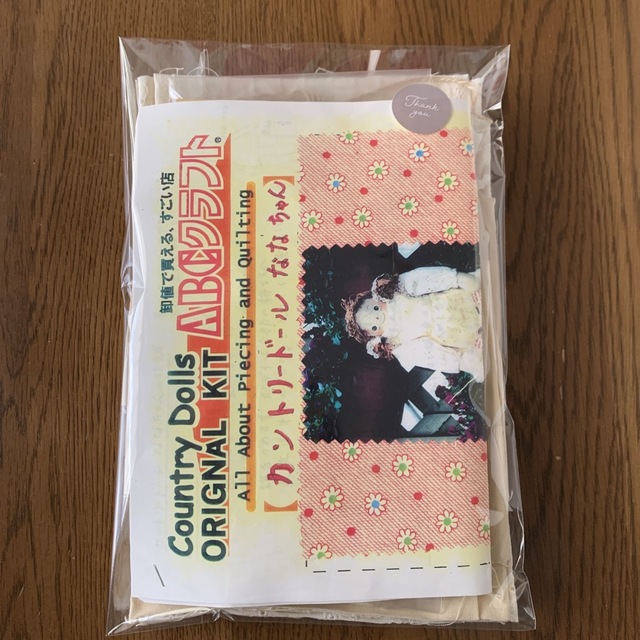 卸値で買える、すごい店
ABCクラフト®
Country Dolls
ORIGNAL KIT
All About Piecing and Quilting
【カントリードール ななちゃん】
Thank
you